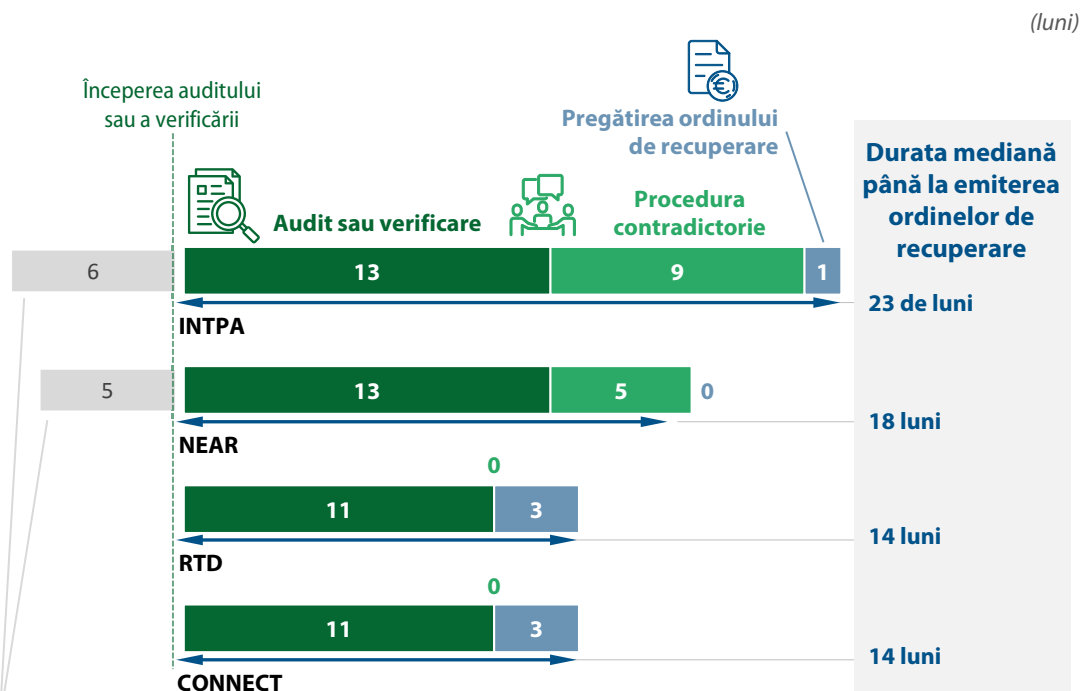 (luni)
Începerea auditului
sau a verificării
Pregătirea ordinului
de recuperare
Durata mediană
până la emiterea
ordinelor de
recuperare
Audit sau verificare
Procedura
contradictorie
6
13
9
1
23 de luni
INTPA
5
13
5
0
18 luni
NEAR
0
11
3
14 luni
RTD
0
11
3
14 luni
CONNECT